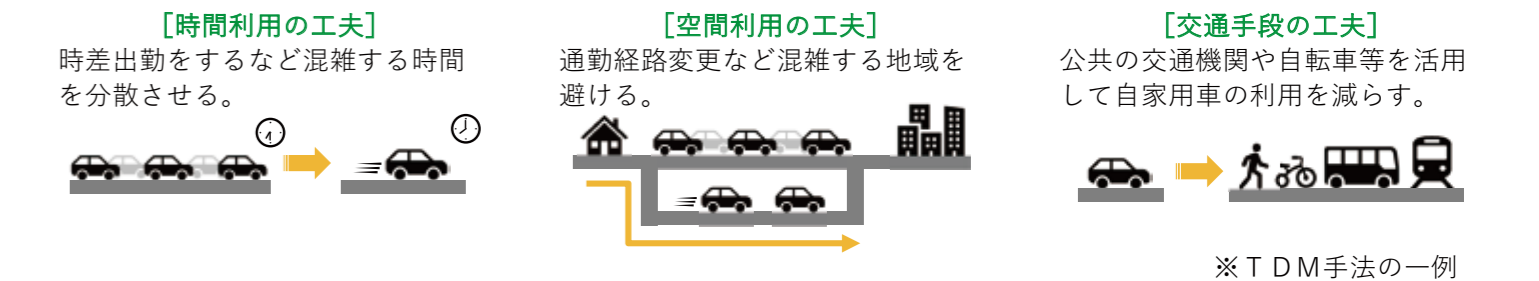 ［時間利用の工夫］
時差出勤をするなど混雑する時間
を分散させる。
［空間利用の工夫］
通勤経路変更など混雑する地域を
避ける。
［交通手段の工夫］
公共の交通機関や自転車等を活用
して自家用車の利用を減らす。
※ＴＤＭ手法の一例